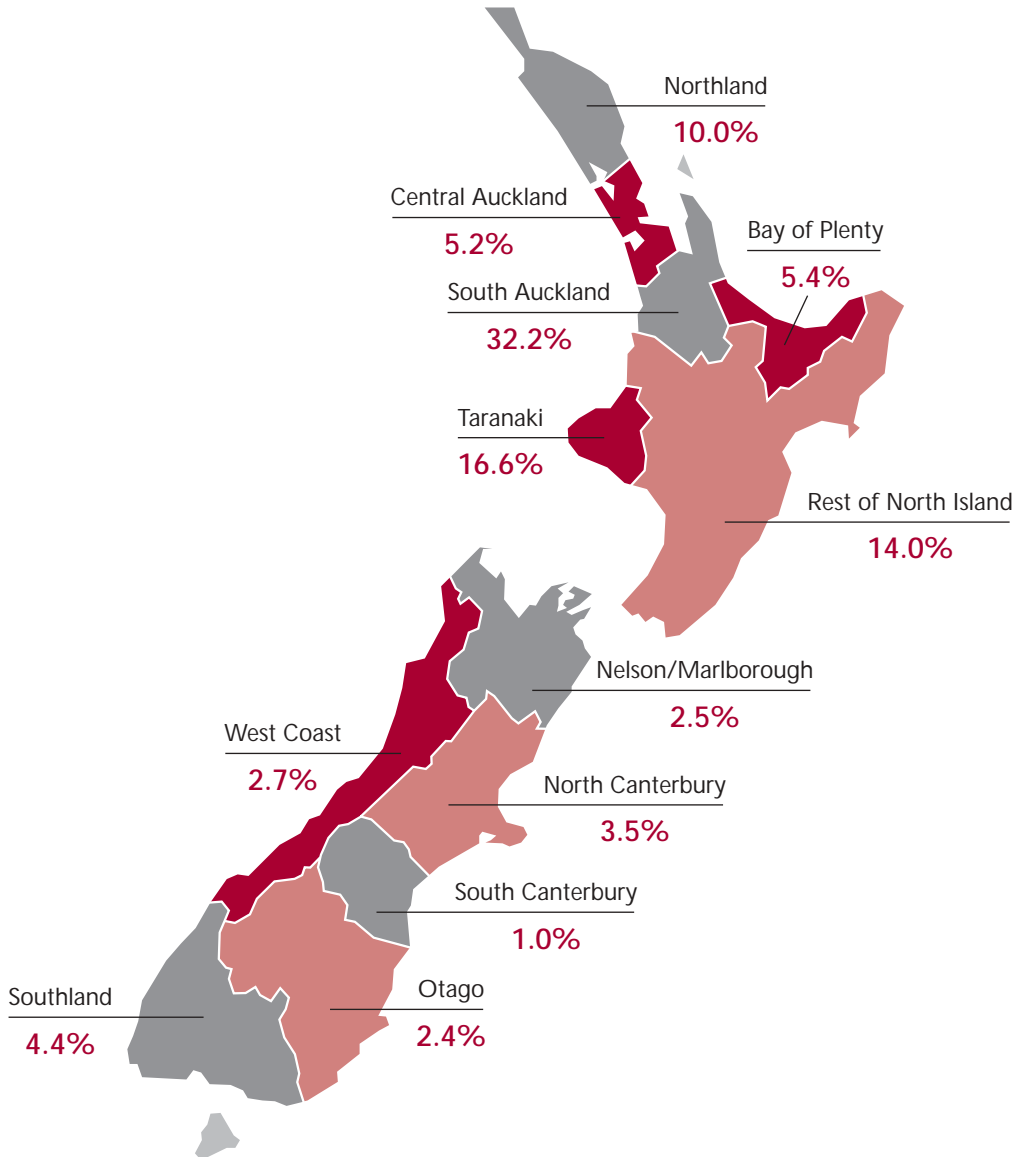 Northland
10.0%
Central Auckland
5.2%
Bay of Plenty
5.4%
South Auckland
32.2%
Taranaki
16.6%
Rest of North Island
14.0%
Nelson/Marlborough
2.5%
West Coast
2.7%
North Canterbury
3.5%
South Canterbury
1.0%
Otago
2.4%
Southland
4.4%